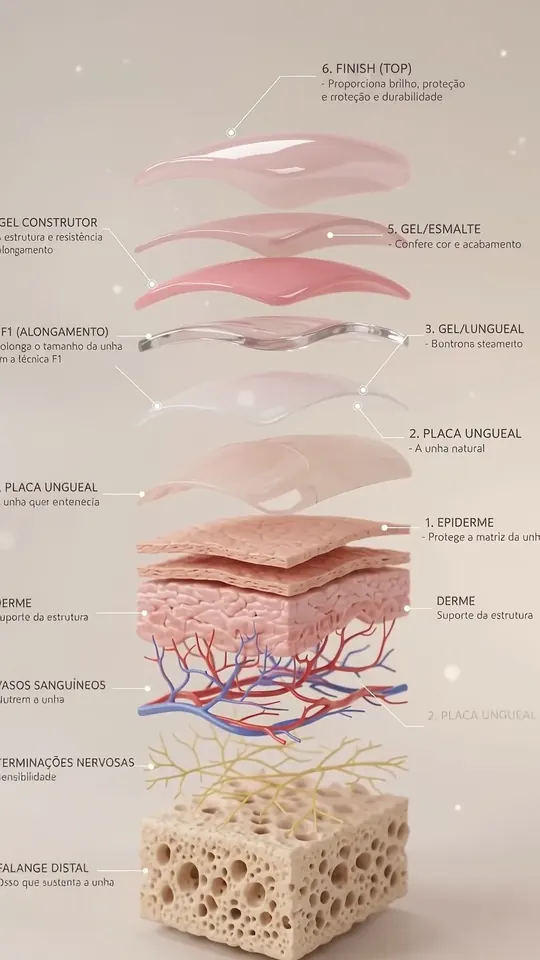 6. FINISH (TOP)
- Proporciona brilho, proteção
e rroteção e durabilidade
GEL CONSTRUTOR
estrutura e resistência
alongamento
5. GEL/ESMALTE
- Confere cor e acabamento
F1 (ALONGAMENTO)
olonga o tamanho da unha
m a técnica F1
3. GEL/LUNGUEAL
- Bontrona steamento
2. PLACA UNGUEAL
- A unha natural
. PLACA UNGUEAL
unha quer entenecia
1. EPIDERME
- Protege a matriz da unh
DERME
suporte da estrutura
DERME
Suporte da estrutura
VASOS SANGUÍNEOS
Nutrem a unha
2. PLACA UNGUEAL
TERMINAÇÕES NERVOSAS
sensibilidade
FALANGE DISTAL
Osso que sustenta a unha